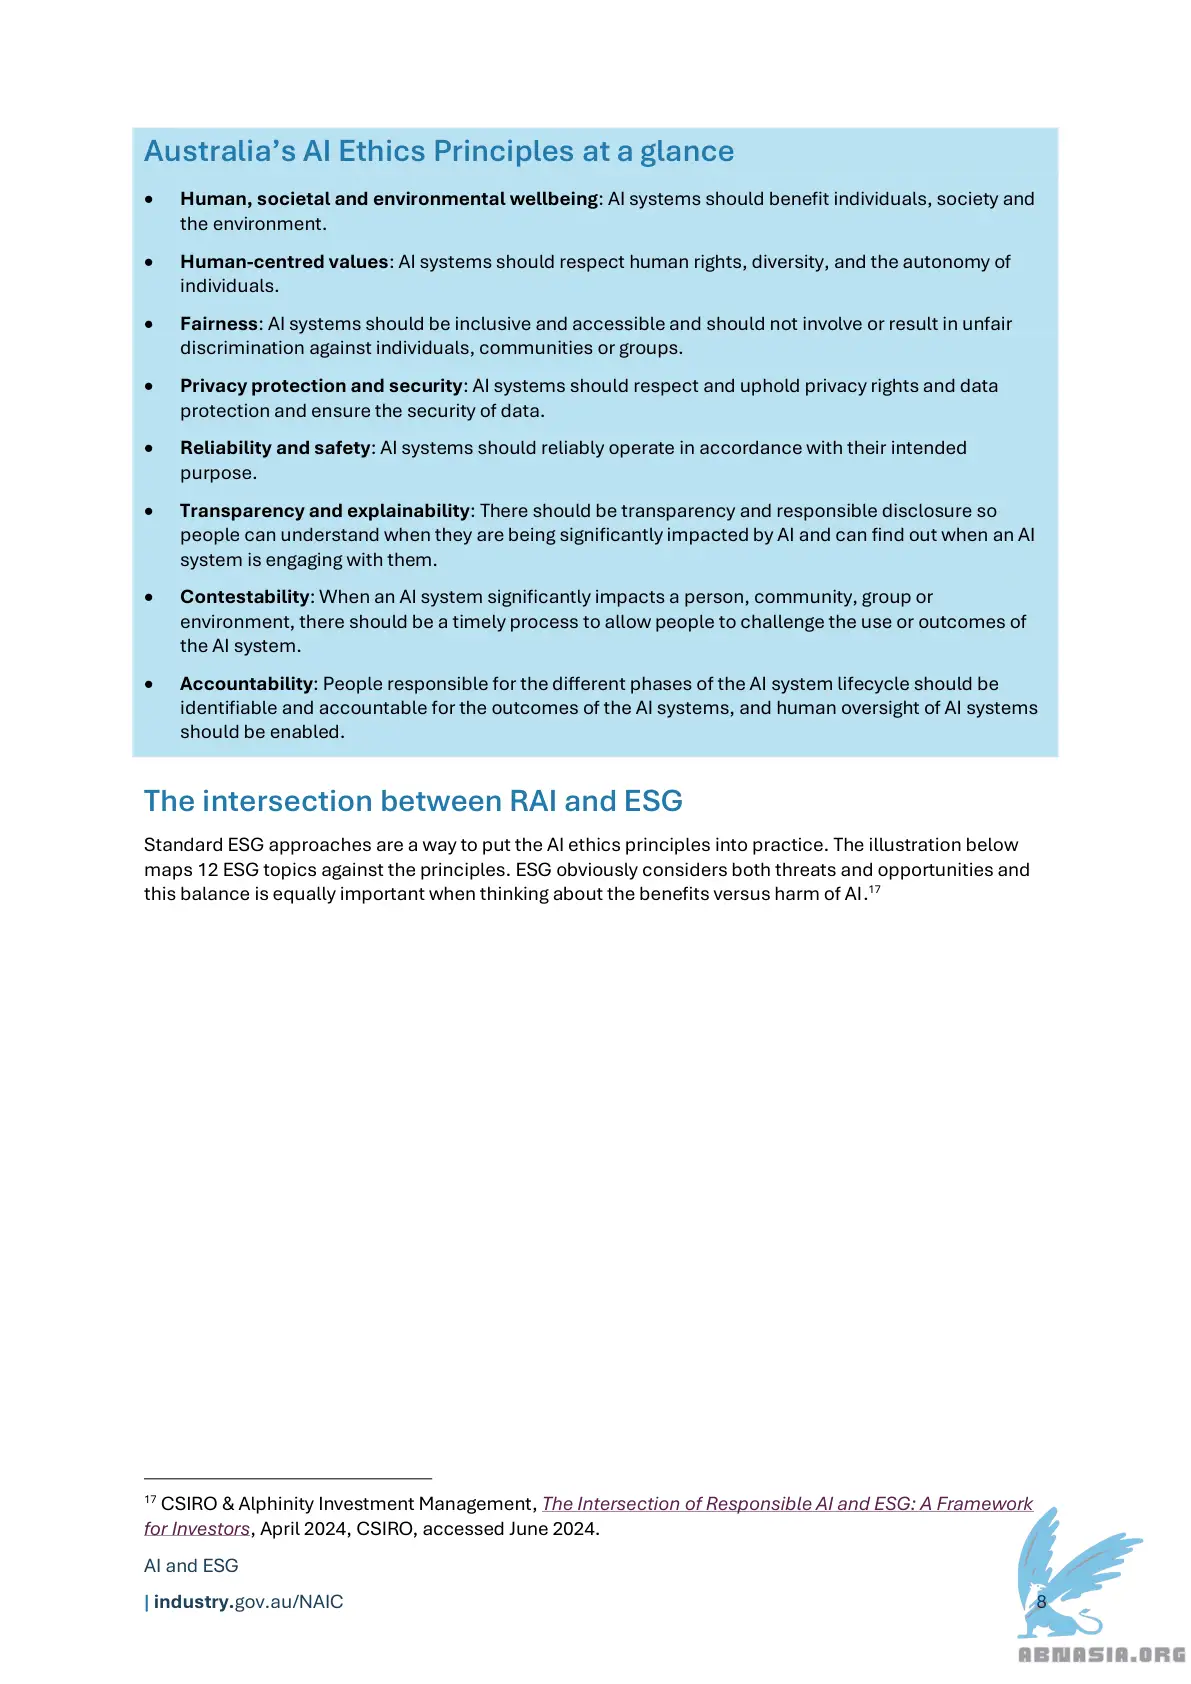 Australia’s AI Ethics Principles at a glance
• Human, societal and environmental wellbeing: AI systems should benefit individuals, society and
the environment.
• Human-centred values: AI systems should respect human rights, diversity, and the autonomy of
individuals.
• Fairness: AI systems should be inclusive and accessible and should not involve or result in unfair
discrimination against individuals, communities or groups.
• Privacy protection and security: AI systems should respect and uphold privacy rights and data
protection and ensure the security of data.
• Reliability and safety: AI systems should reliably operate in accordance with their intended
purpose.
• Transparency and explainability: There should be transparency and responsible disclosure so
people can understand when they are being significantly impacted by AI and can find out when an AI
system is engaging with them.
• Contestability: When an AI system significantly impacts a person, community, group or
environment, there should be a timely process to allow people to challenge the use or outcomes of
the AI system.
• Accountability: People responsible for the different phases of the AI system lifecycle should be
identifiable and accountable for the outcomes of the AI systems, and human oversight of AI systems
should be enabled.
The intersection between RAI and ESG
Standard ESG approaches are a way to put the AI ethics principles into practice. The illustration below
maps 12 ESG topics against the principles. ESG obviously considers both threats and opportunities and
this balance is equally important when thinking about the benefits versus harm of AI.17
17 CSIRO & Alphinity Investment Management, The Intersection of Responsible AI and ESG: A Framework
for Investors, April 2024, CSIRO, accessed June 2024.
AI and ESG
| industry.gov.au/NAIC
8
ABNASIA.ORG